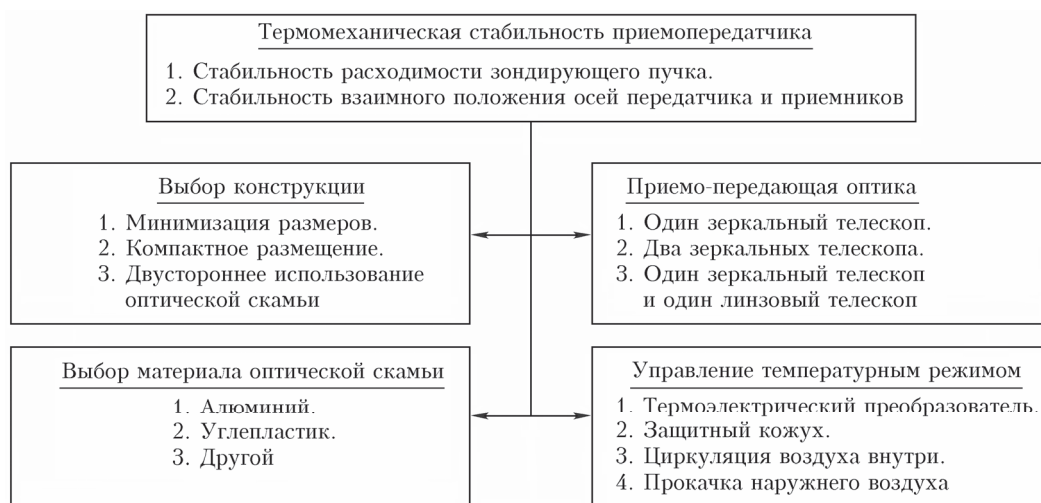 Термомеханическая стабильность приемопередатчика
1. Стабильность расходимости зондирующего пучка.
2. Стабильность взаимного положения осей передатчика и приемников
Выбор конструкции
1. Минимизация размеров.
2. Компактное размещение.
3. Двустороннее использование
оптической скамьи
Приемо-передающая оптика
1. Один зеркальный телескоп.
2. Два зеркальных телескопа.
3. Один зеркальный телескоп
и один линзовый телескоп
Выбор материала оптической скамьи
1. Алюминий.
2. Углепластик.
3. Другой
Управление температурным режимом
1. Термоэлектрический преобразователь.
2. Защитный кожух.
3. Циркуляция воздуха внутри.
4. Прокачка наружнего воздуха